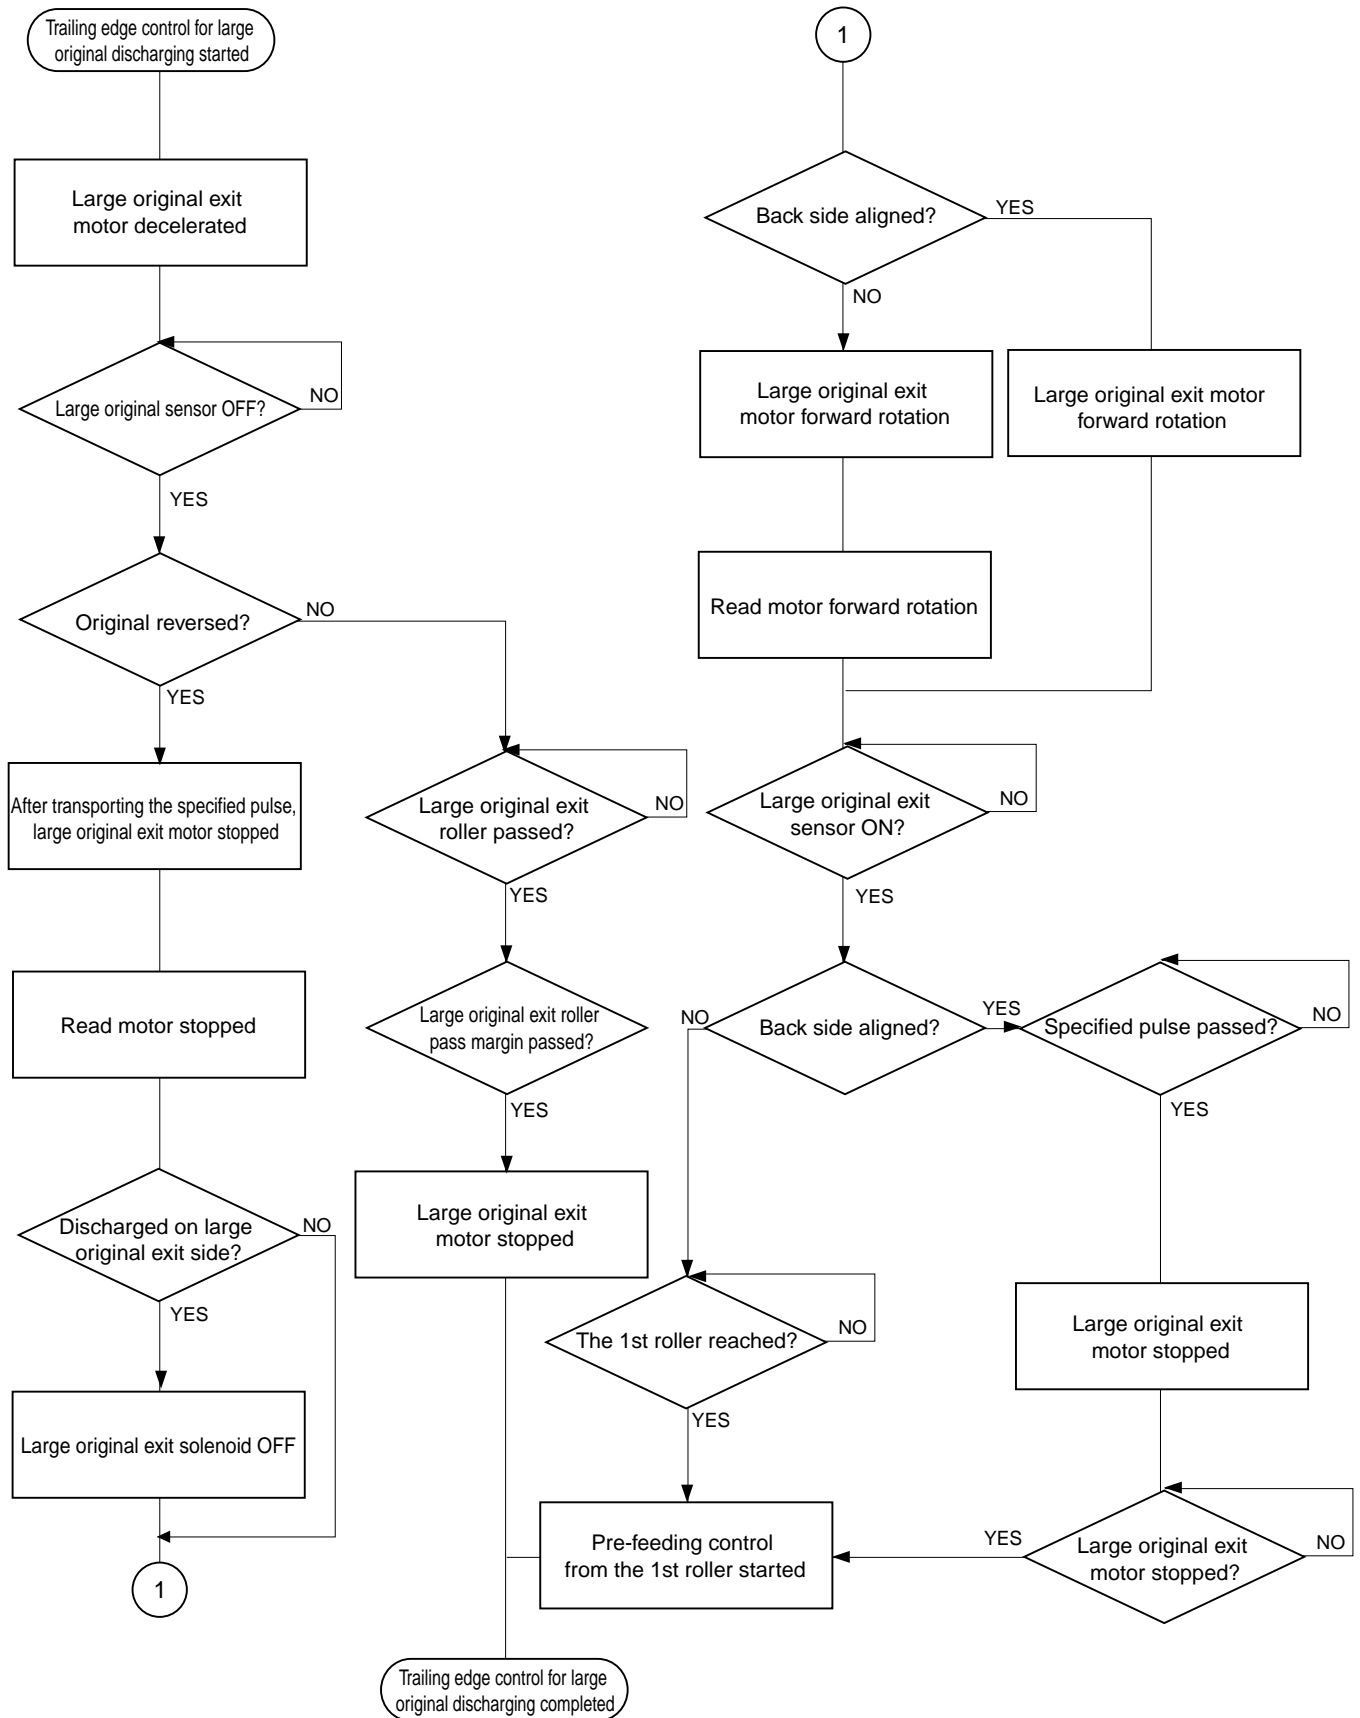 Trailing edge control for large
original discharging started
Large original exit
motor decelerated
Large original sensor OFF?
NO
YES
Original reversed?
NO
YES
After transporting the specified pulse,
large original exit motor stopped
Read motor stopped
Discharged on large
original exit side?
NO
YES
Large original exit solenoid OFF
1
Large original exit
roller passed?
NO
YES
Large original exit roller
pass margin passed?
YES
Large original exit
motor stopped
1
Back side aligned?
YES
NO
Large original exit
motor forward rotation
Large original exit motor
forward rotation
Read motor forward rotation
Large original exit
sensor ON?
NO
YES
Back side aligned?
NO
YES
Specified pulse passed?
NO
YES
The 1st roller reached?
NO
YES
Large original exit
motor stopped
Large original exit
motor stopped?
NO
YES
Pre-feeding control
from the 1st roller started
Trailing edge control for large
original discharging completed